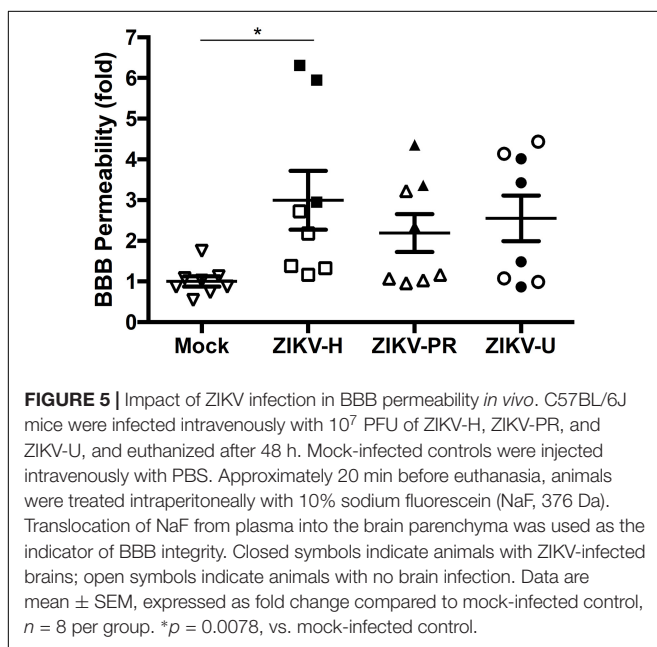 *
7
6
5
4
3
2
1
0
BBB Permeability (fold)
Mock ZIKV-H ZIKV-PR ZIKV-U
FIGURE 5 | Impact of ZIKV infection in BBB permeability in vivo. C57BL/6J
mice were infected intravenously with 10⁷ PFU of ZIKV-H, ZIKV-PR, and
ZIKV-U, and euthanized after 48 h. Mock-infected controls were injected
intravenously with PBS. Approximately 20 min before euthanasia, animals
were treated intraperitoneally with 10% sodium fluorescein (NaF, 376 Da).
Translocation of NaF from plasma into the brain parenchyma was used as the
indicator of BBB integrity. Closed symbols indicate animals with ZIKV-infected
brains; open symbols indicate animals with no brain infection. Data are
mean ± SEM, expressed as fold change compared to mock-infected control,
n = 8 per group. *p = 0.0078, vs. mock-infected control.